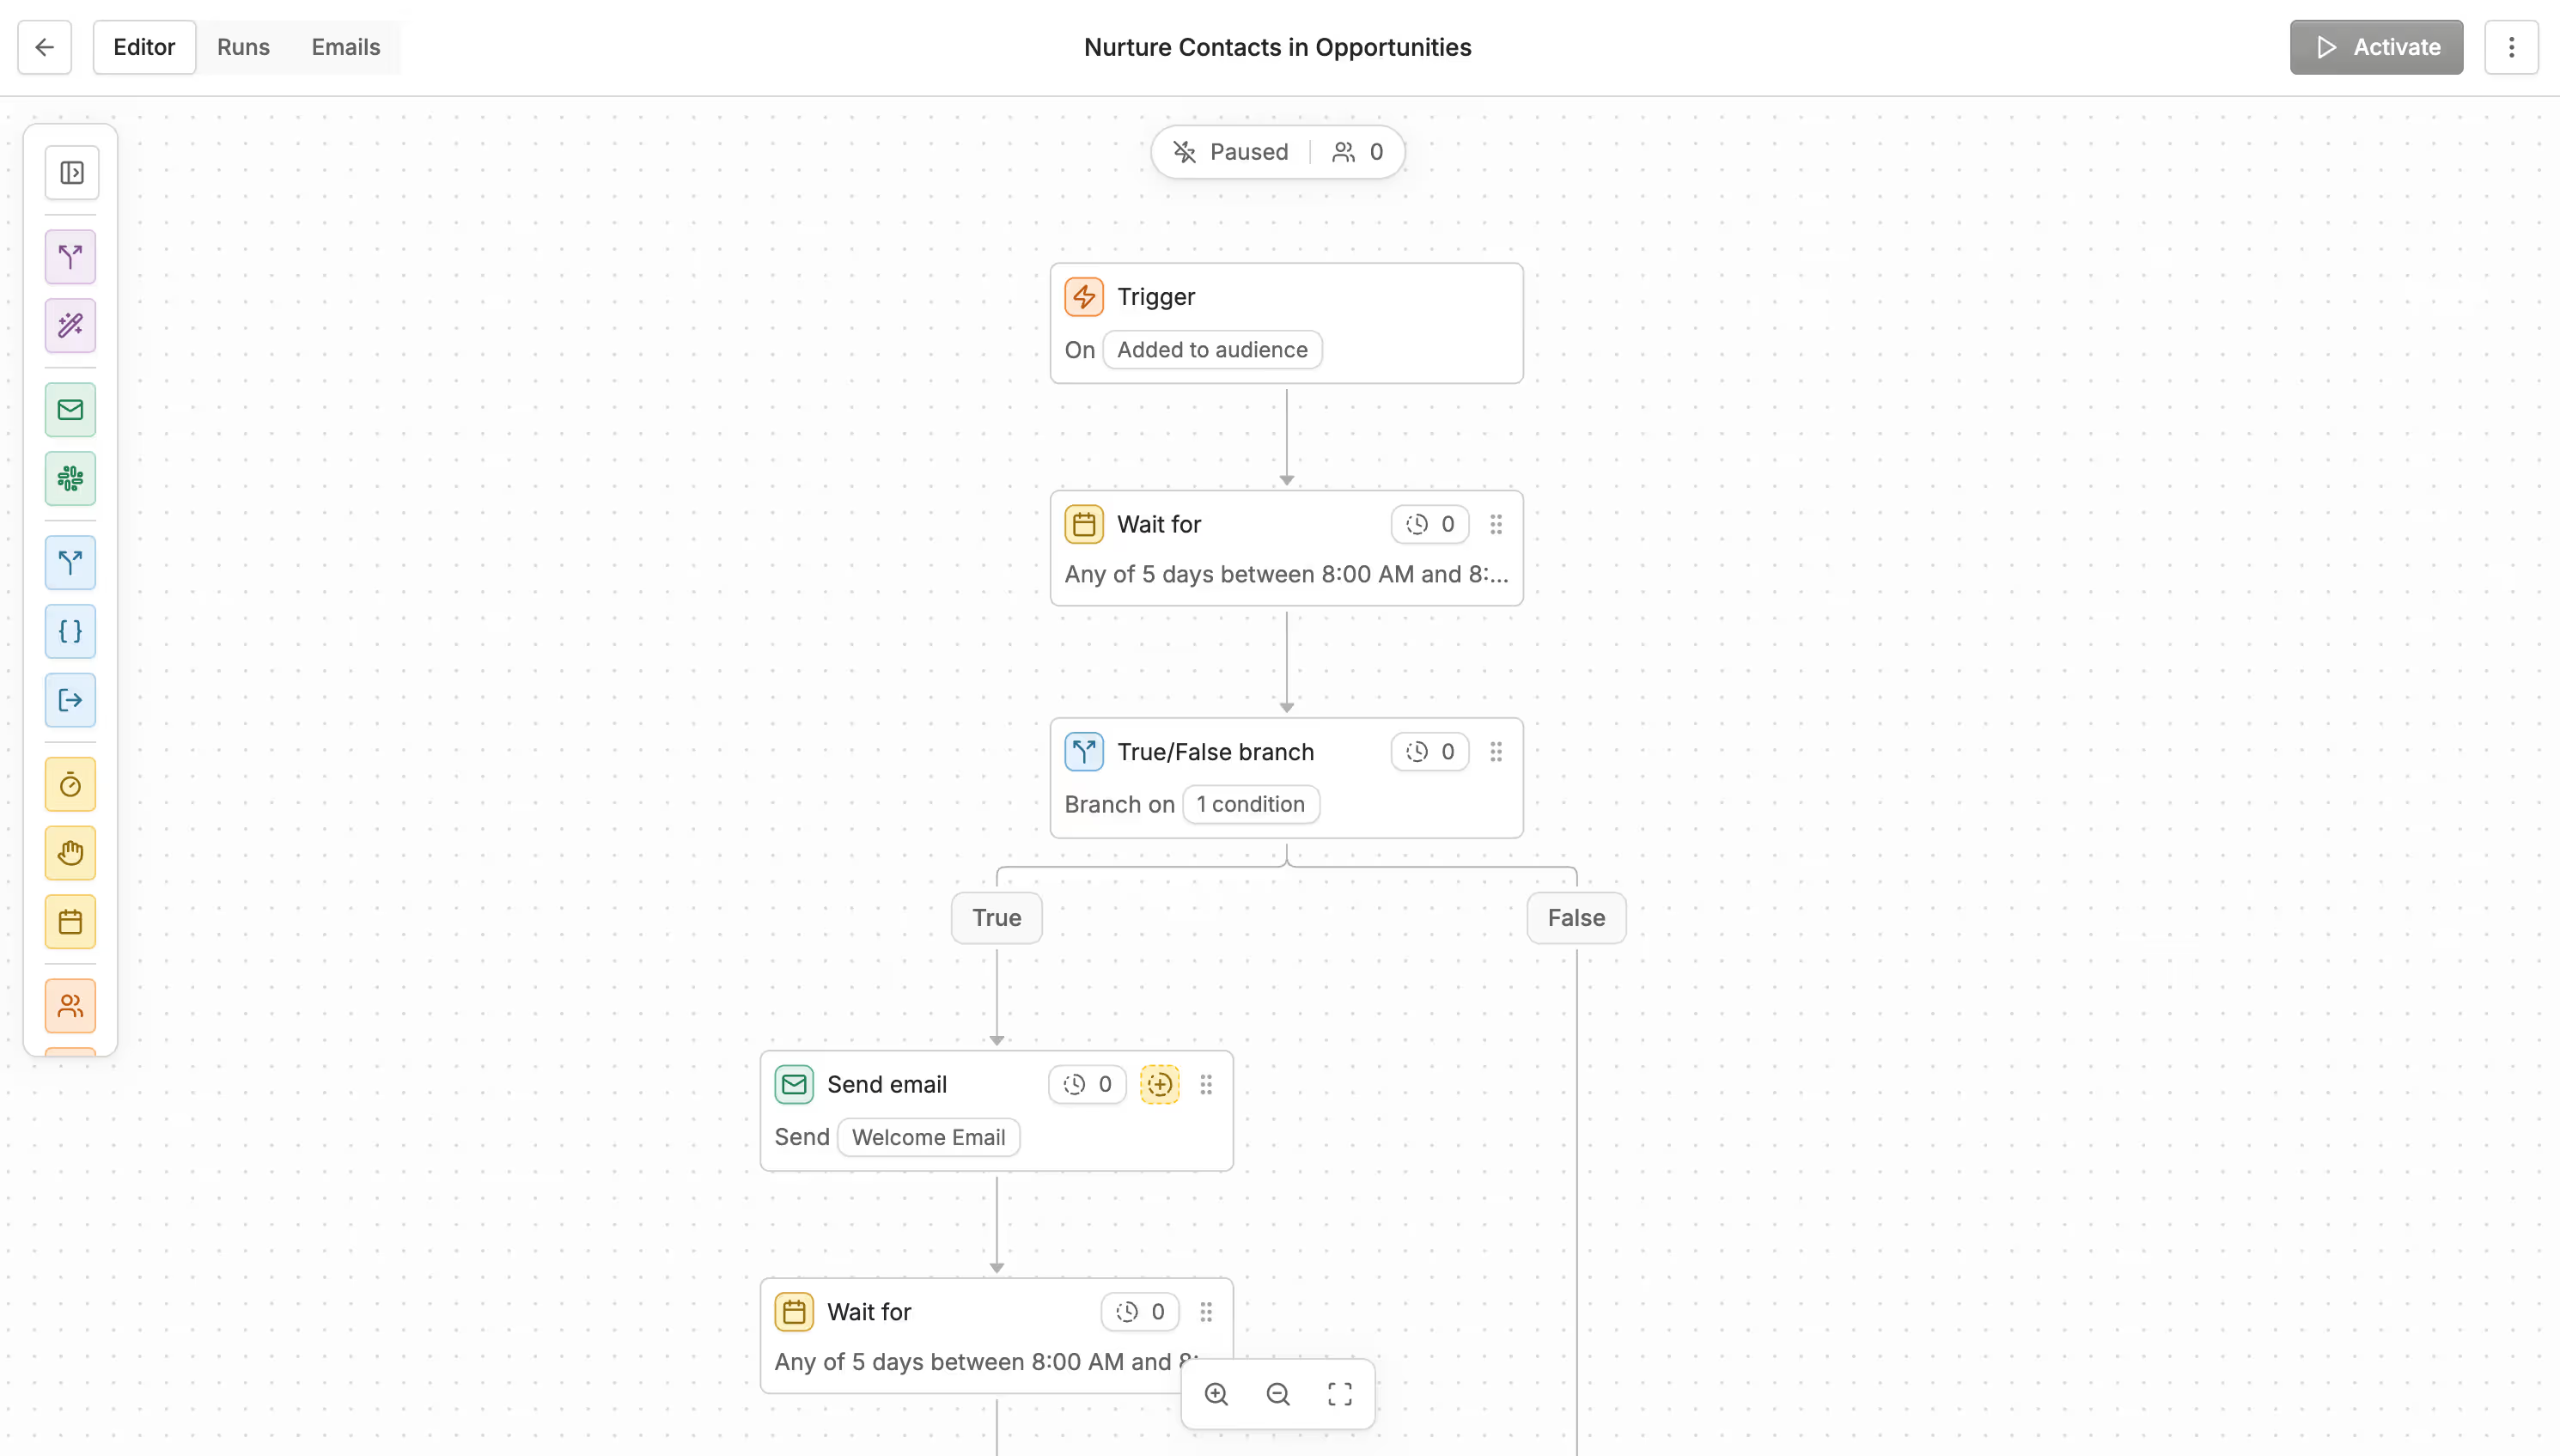 Editor Runs Emails
Nurture Contacts in Opportunities
Activate
Paused 0
Trigger
On Added to audience
Wait for 0
Any of 5 days between 8:00 AM and 8:...
True/False branch 0
Branch on 1 condition
True
False
Send email 0
Send Welcome Email
Wait for 0
Any of 5 days between 8:00 AM and 8: